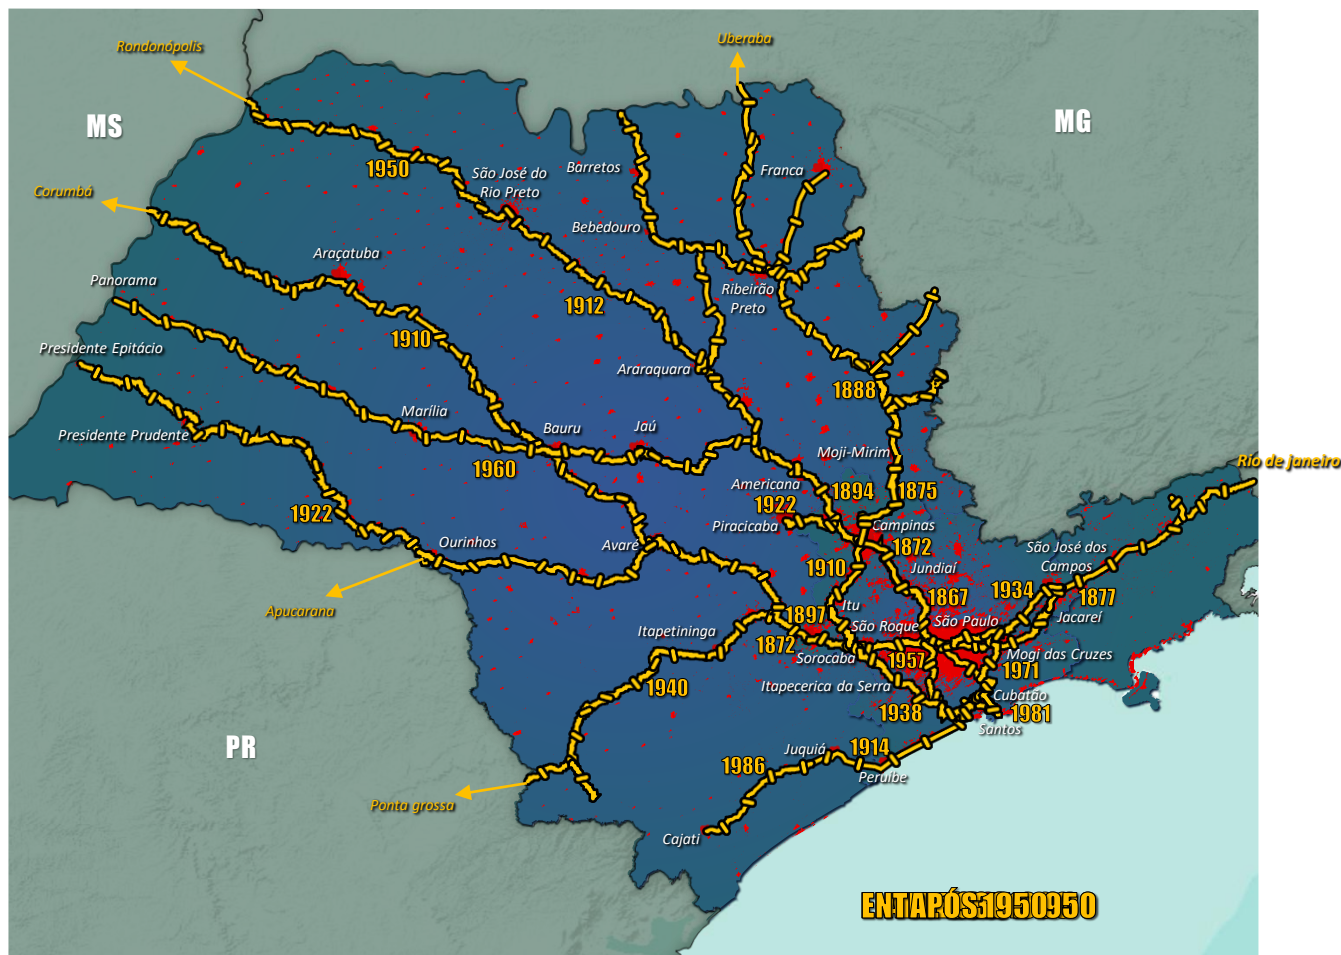 Uberaba
Rondonópolis
MS
MG
1950
São José do
Rio Preto
Barretos
Franca
Corumbá
Bebedouro
Araçatuba
Panorama
Ribeirão
Preto
1912
1910
Presidente Epitácio
Araraquara
1888
Marília
Bauru
Jaú
Presidente Prudente
Moji-Mirim
1960
Rio de janeiro
Americana
1894
1875
1922
1922
Piracicaba
Campinas
Ourinhos
Avaré
1872
São José dos
Campos
1910
Jundiaí
1934
1877
1867
Apucarana
Itu
1897
Jacareí
São Roque
São Paulo
Itapetininga
1872
Sorocaba
1957
Mogi das Cruzes
1971
1940
Itapecerica da Serra
Cubatão
1938
1981
Santos
PR
Juquiá
1914
1986
Peruíbe
Ponta grossa
Cajati